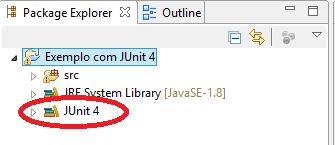 Package Explorer Outline
Exemplo com JUnit 4
src
JRE System Library [JavaSE-1.8]
JUnit 4